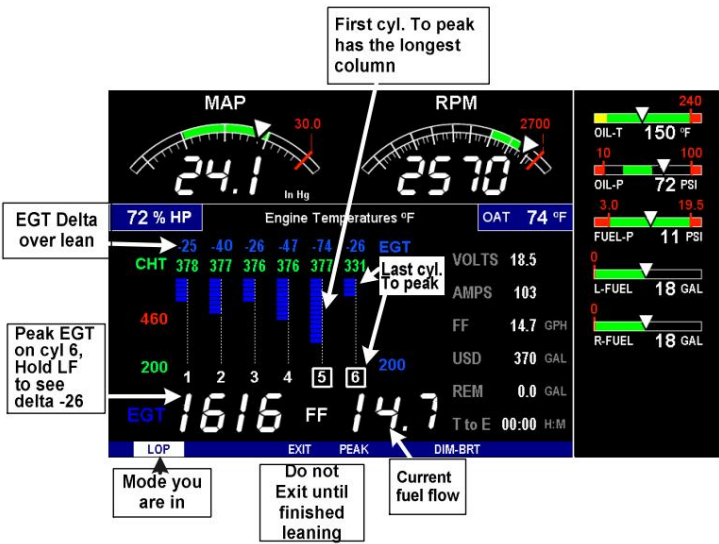 First cyl. To peak
has the longest
column
MAP
30.0
24.1
In Hg
RPM
2700
2570
240
OIL-T 150 ºF
10 100
OIL-P 72 PSI
3.0 19.5
FUEL-P 11 PSI
0
L-FUEL 18 GAL
0
R-FUEL 18 GAL
EGT Delta
over lean
72 % HP
Engine Temperatures ºF
OAT 74 ºF
-25 -40 -26 -47 -74 -26 EGT
CHT 378 377 376 376 377 331
Last cyl.
To peak
460
200
200
1 2 3 4 5 6
VOLTS 18.5
AMPS 103
FF 14.7 GPH
USD 370 GAL
REM 0.0 GAL
T to E 00:00 H:M
Peak EGT
on cyl 6,
Hold LF
to see
delta -26
EGT 1616 FF 14.7
LOP EXIT PEAK DIM-BRT
Mode you
are in
Do not
Exit until
finished
leaning
Current
fuel flow